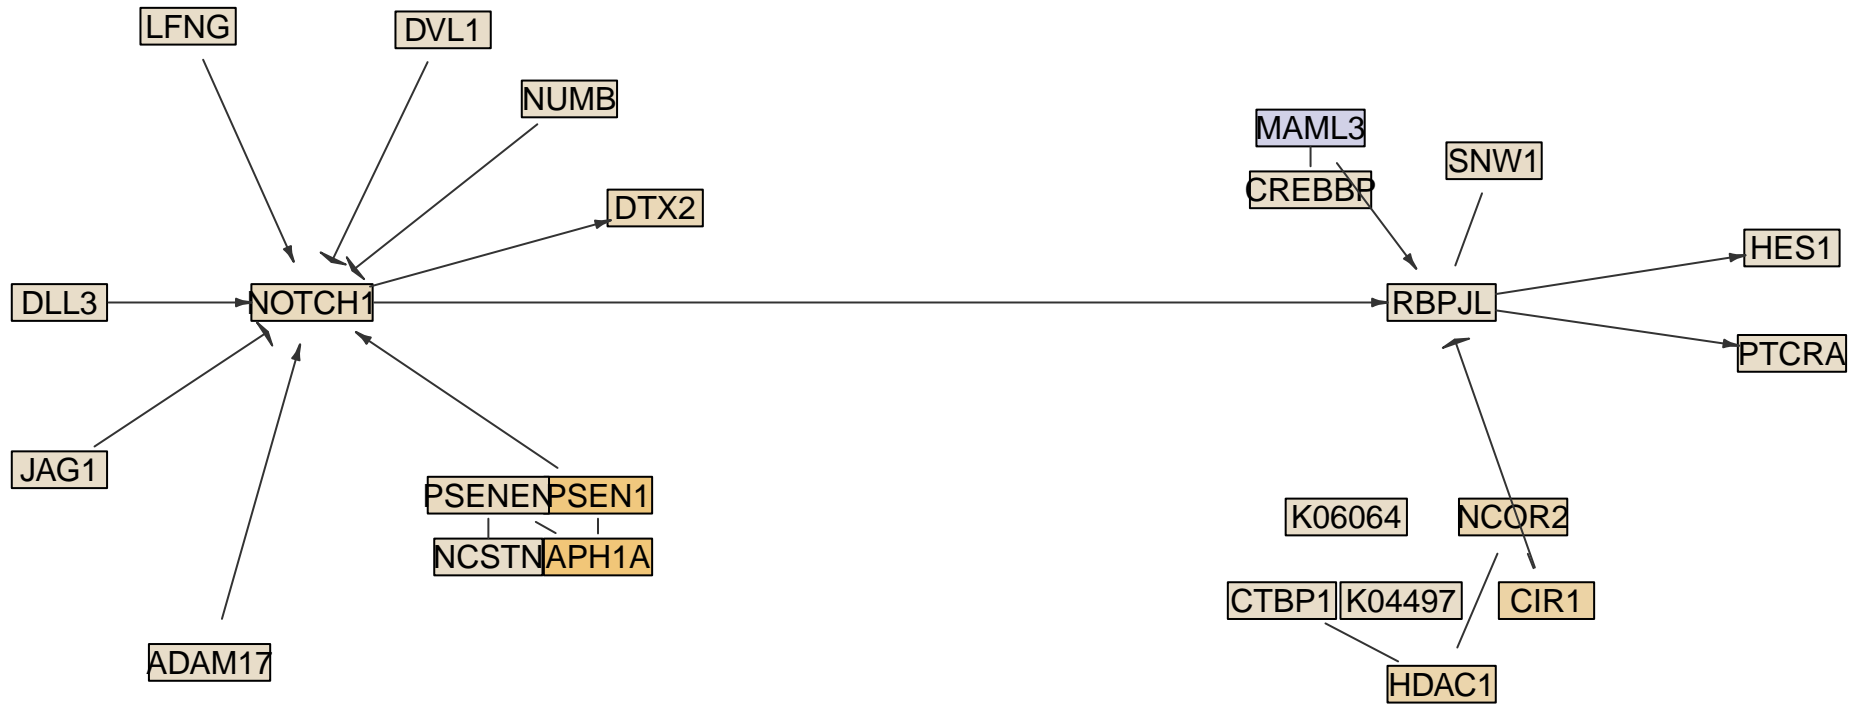 LFNG
DVL1
NUMB
MAML3
SNW1
CREBBP
DTX2
HES1
DLL3
NOTCH1
RBPJL
PTCRA
JAG1
PSENEN
PSEN1
K06064
NCOR2
NCSTN
APH1A
CTBP1
K04497
CIR1
ADAM17
HDAC1